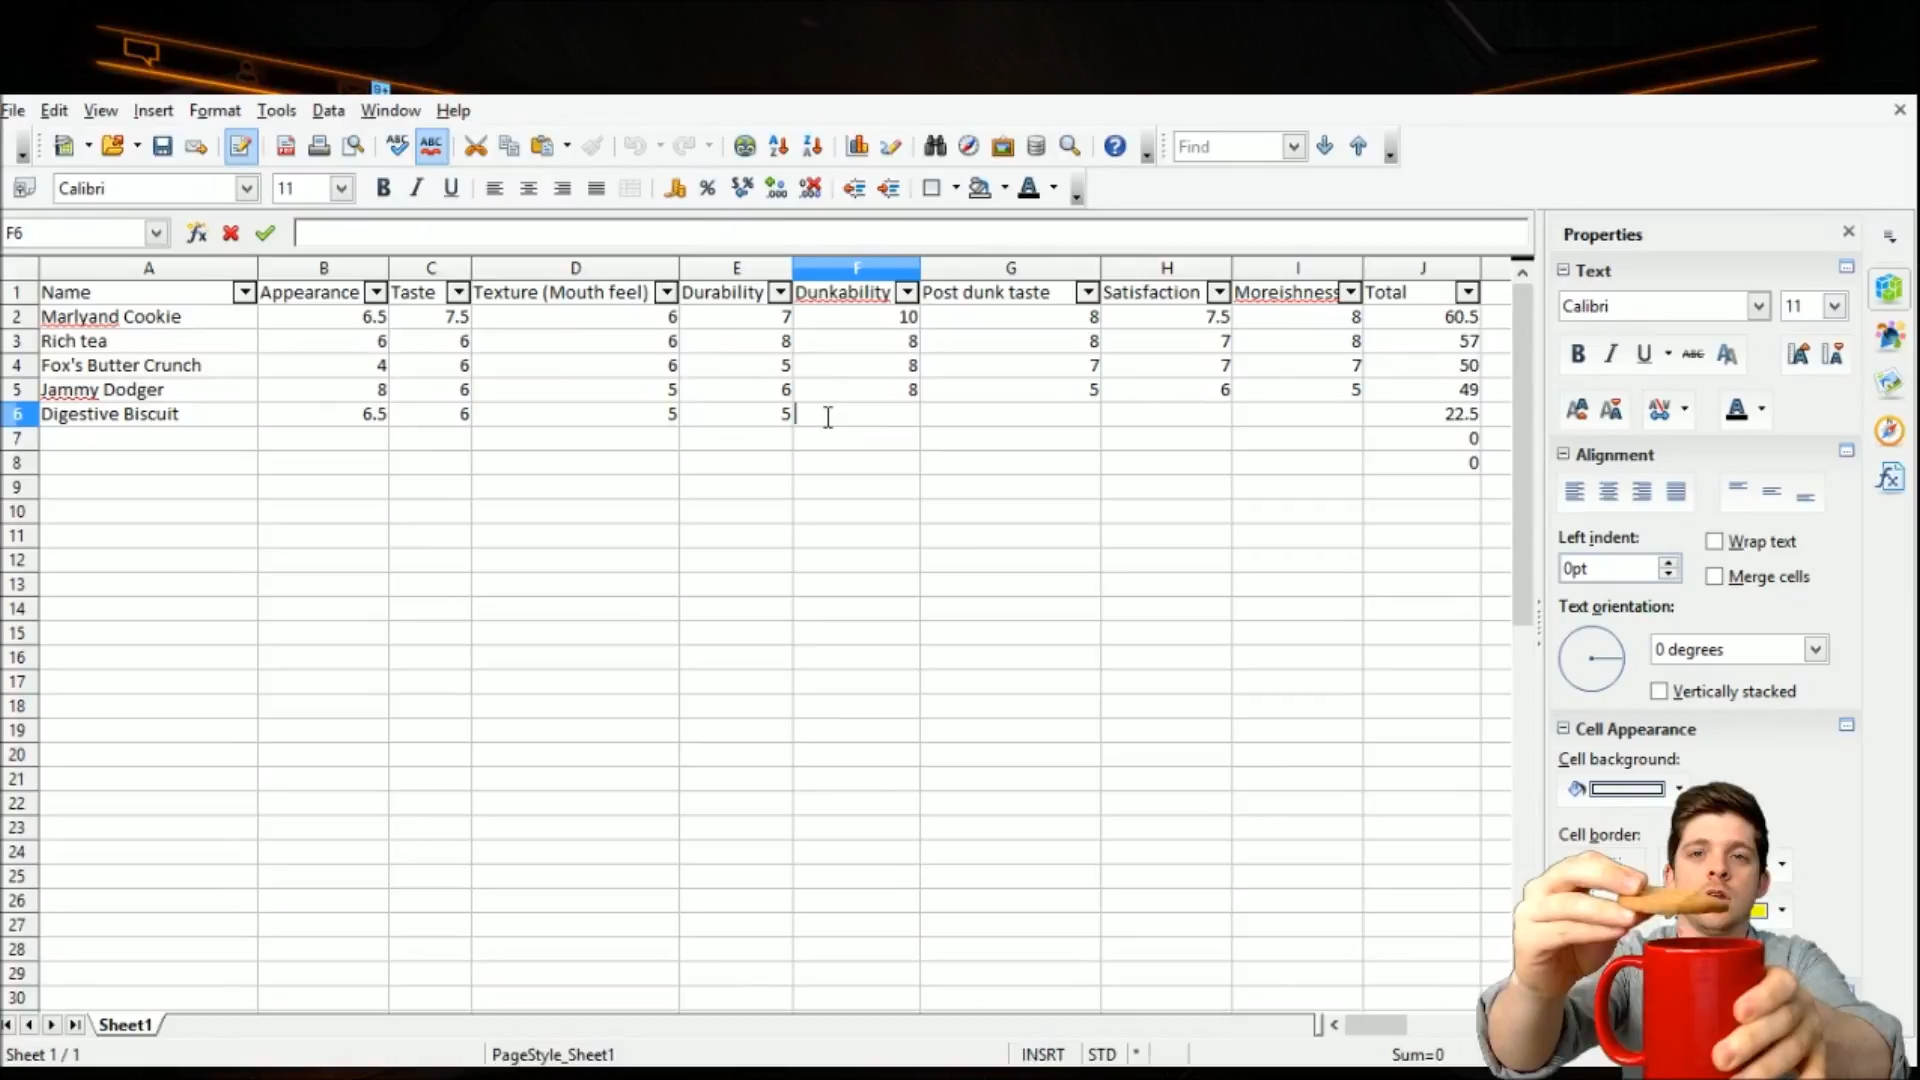 File Edit View Insert Format Tools Data Window Help
Find
Calibri 11
F6
A B C D E F G H I J
1 Name Appearance Taste Texture (Mouth feel) Durability Dunkability Post dunk taste Satisfaction Moreishness Total
2 Marlyand Cookie 6.5 7.5 6 7 10 8 7.5 8 60.5
3 Rich tea 6 6 6 8 8 8 7 8 57
4 Fox's Butter Crunch 4 6 6 5 8 7 7 7 50
5 Jammy Dodger 8 6 5 6 8 5 6 5 49
6 Digestive Biscuit 6.5 6 5 5 22.5
7 0
8 0
9
10
11
12
13
14
15
16
17
18
19
20
21
22
23
24
25
26
27
28
29
30
Sheet1
Sheet 1 / 1 PageStyle_Sheet1 INSRT STD * Sum=0
Properties
Text
Calibri 11
Alignment
Left indent:
Wrap text
0pt
Merge cells
Text orientation:
0 degrees
Vertically stacked
Cell Appearance
Cell background:
Cell border: